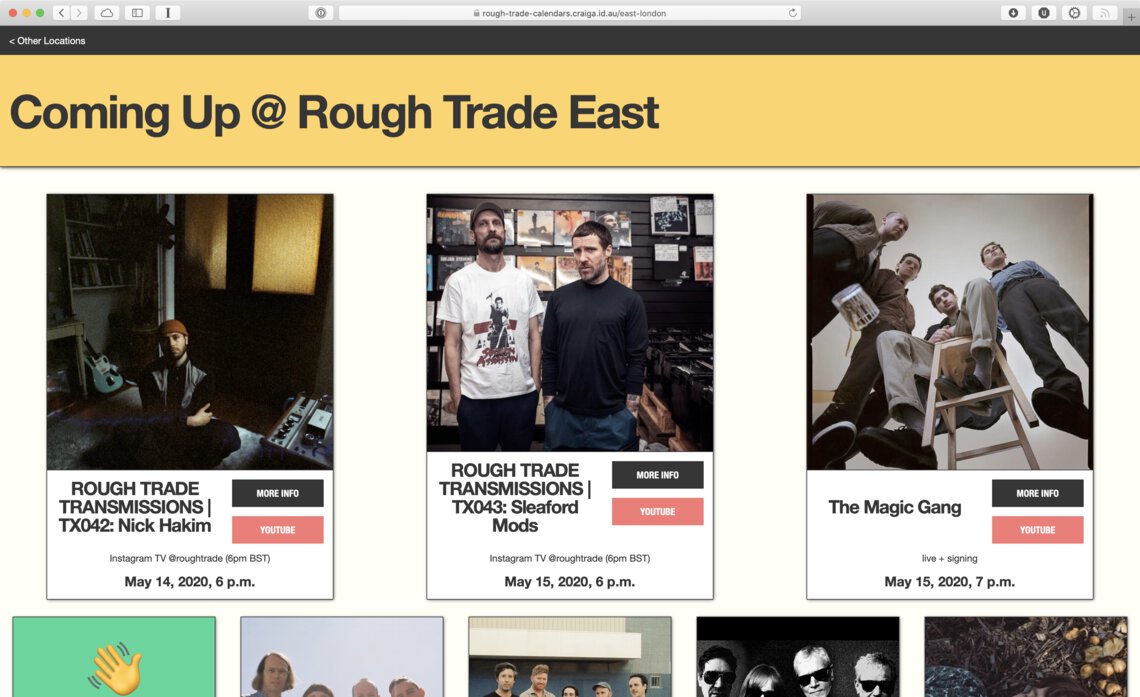 rough-trade-calendars.craiga.id.au/east-london
< Other Locations
Coming Up @ Rough Trade East
ROUGH TRADE
TRANSMISSIONS |
TX042: Nick Hakim
MORE INFO
YOUTUBE
Instagram TV @roughtrade (6pm BST)
May 14, 2020, 6 p.m.
ROUGH TRADE
TRANSMISSIONS |
TX043: Sleaford
Mods
MORE INFO
YOUTUBE
Instagram TV @roughtrade (6pm BST)
May 15, 2020, 6 p.m.
The Magic Gang
MORE INFO
YOUTUBE
live + signing
May 15, 2020, 7 p.m.